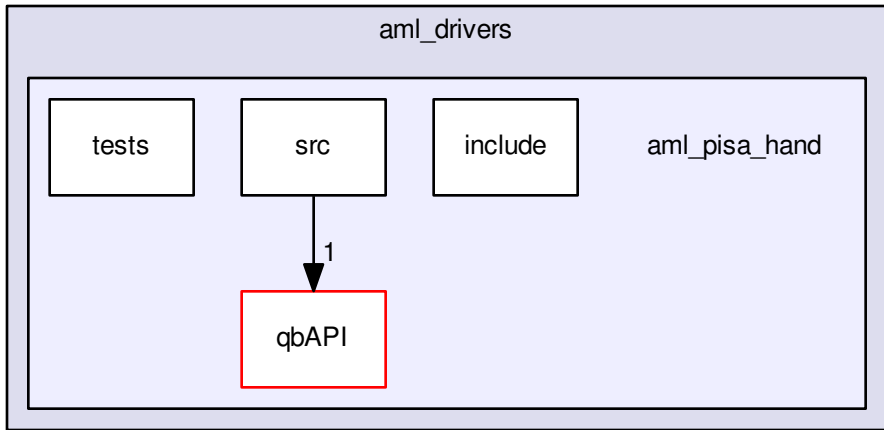 aml_drivers
tests
src
include
aml_pisa_hand
1
qbAPI